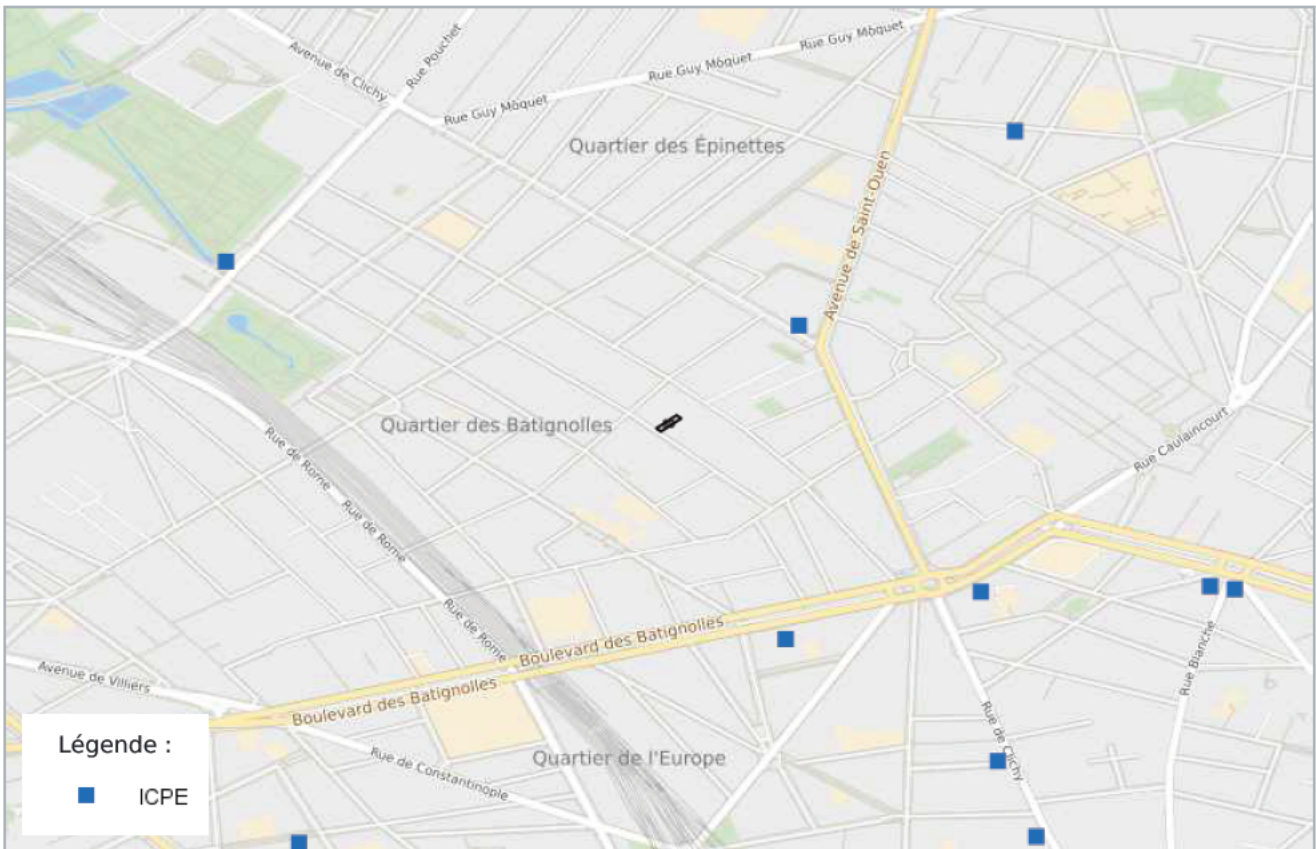 Rue Guy Môquet
Avenue de Clichy
Rue Pouchet
Rue Guy Môquet
Rue Guy Môquet
Quartier des Épinettes
Avenue de Saint-Ouen
Quartier des Batignolles
Rue Caulaincourt
Rue de Rome
Rue de Rome
Rue de Rome
Boulevard des Batignolles
Avenue de Villiers
Boulevard des Batignolles
Rue Blanche
Rue de Clichy
Quartier de l'Europe
Rue de Constantinople
Légende :
ICPE